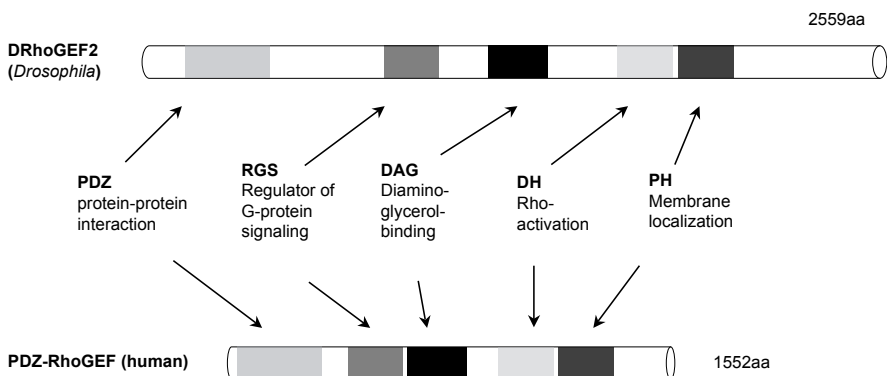 2559aa
DRhoGEF2
(Drosophila)
PDZ
protein-protein
interaction
RGS
Regulator of
G-protein
signaling
DAG
Diamino-
glycerol-
binding
DH
Rho-
activation
PH
Membrane
localization
PDZ-RhoGEF (human)
1552aa